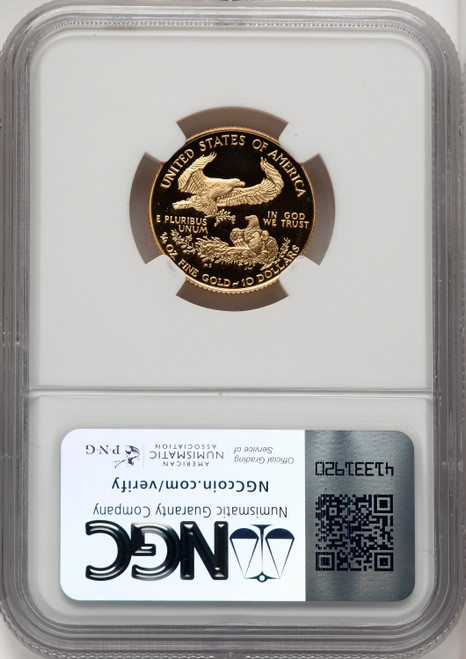 UNITED STATES OF AMERICA
E PLURIBUS
UNUM
IN GOD
WE TRUST
¼ OZ. FINE GOLD~10 DOLLARS
NGC
Numismatic Guaranty Company
NGCcoin.com/verify
Official Grading
Service of
AMERICAN
NUMISMATIC
ASSOCIATION
PNG
41331920